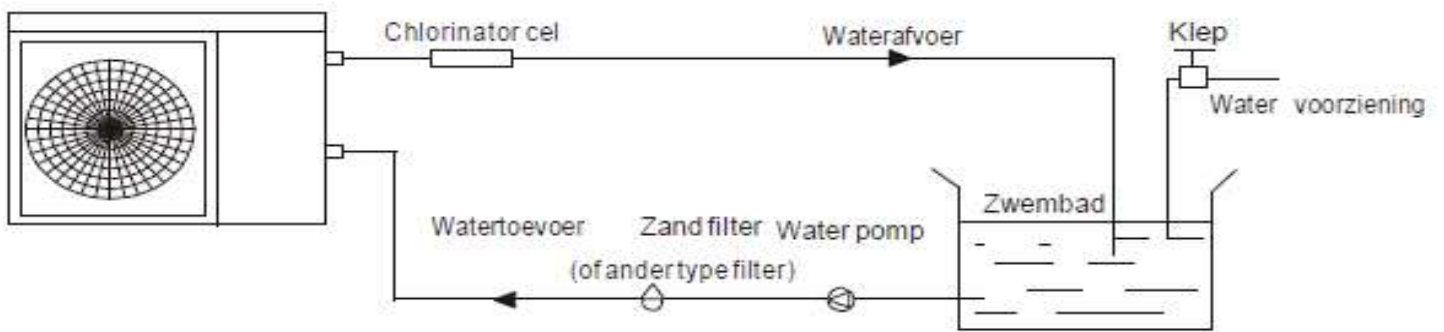 Chlorinator cel
Waterafvoer
Klep
Water voorziening
Zwembad
Watertoevoer
Zand filter
Water pomp
(of ander type filter)